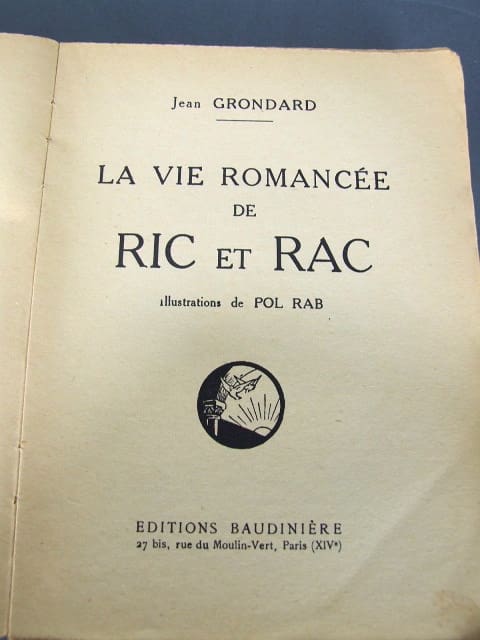 Jean GRONDARD
LA VIE ROMANCÉE
DE
RIC ET RAC
illustrations de POL RAB
EDITIONS BAUDINIÈRE
27 bis, rue du Moulin-Vert, Paris (XIVᵉ)